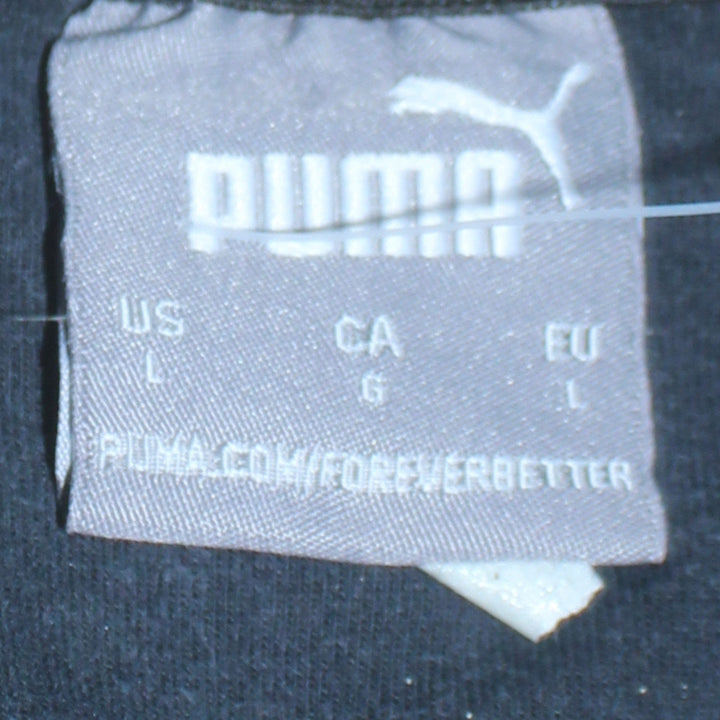 PUMA
US CA EU
L G L
PUMA.COM/FOREVERBETTER